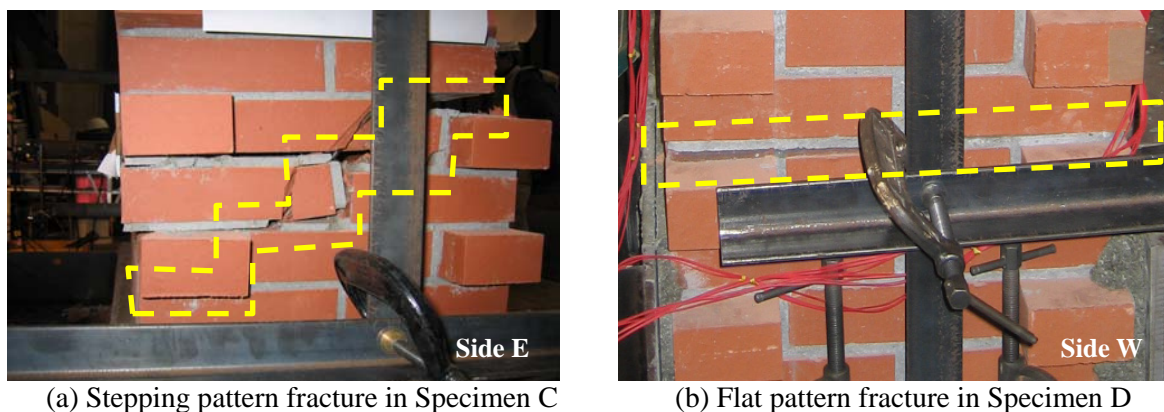 Side E
Side W
(a) Stepping pattern fracture in Specimen C
(b) Flat pattern fracture in Specimen D